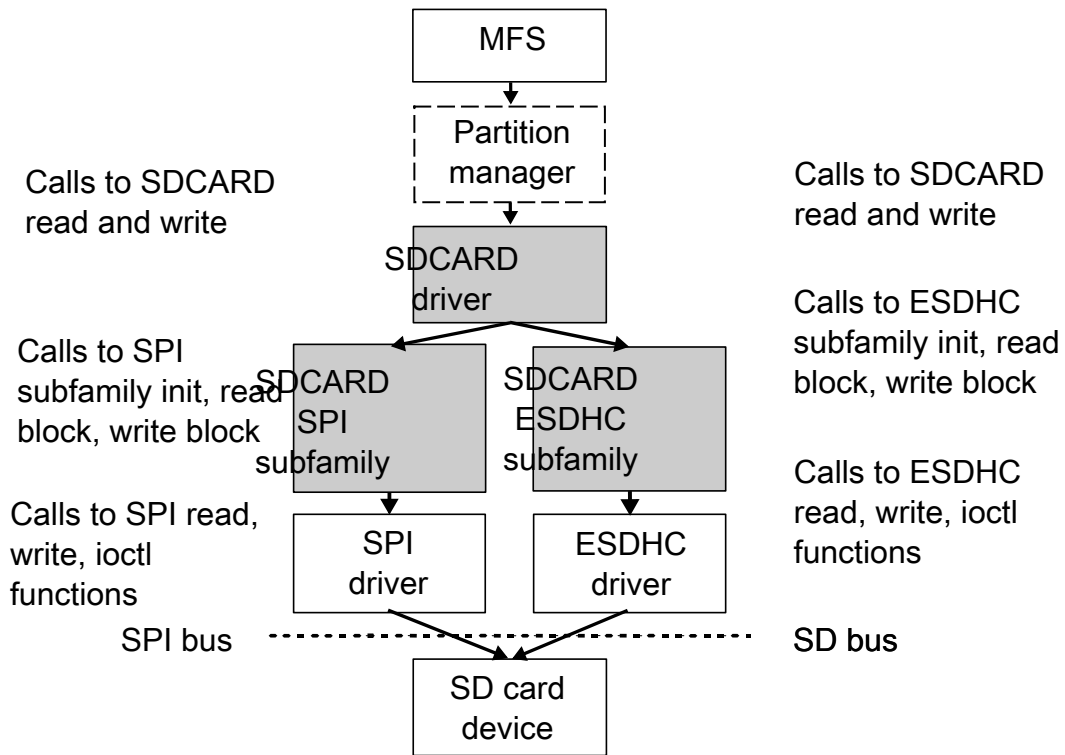 MFS
Partition
manager
Calls to SDCARD
read and write
Calls to SDCARD
read and write
SDCARD
driver
Calls to SPI
subfamily init, read
block, write block
SDCARD
SPI
subfamily
SDCARD
ESDHC
subfamily
Calls to ESDHC
subfamily init, read
block, write block
Calls to SPI read,
write, ioctl
functions
SPI
driver
ESDHC
driver
Calls to ESDHC
read, write, ioctl
functions
SPI bus
SD bus
SD card
device